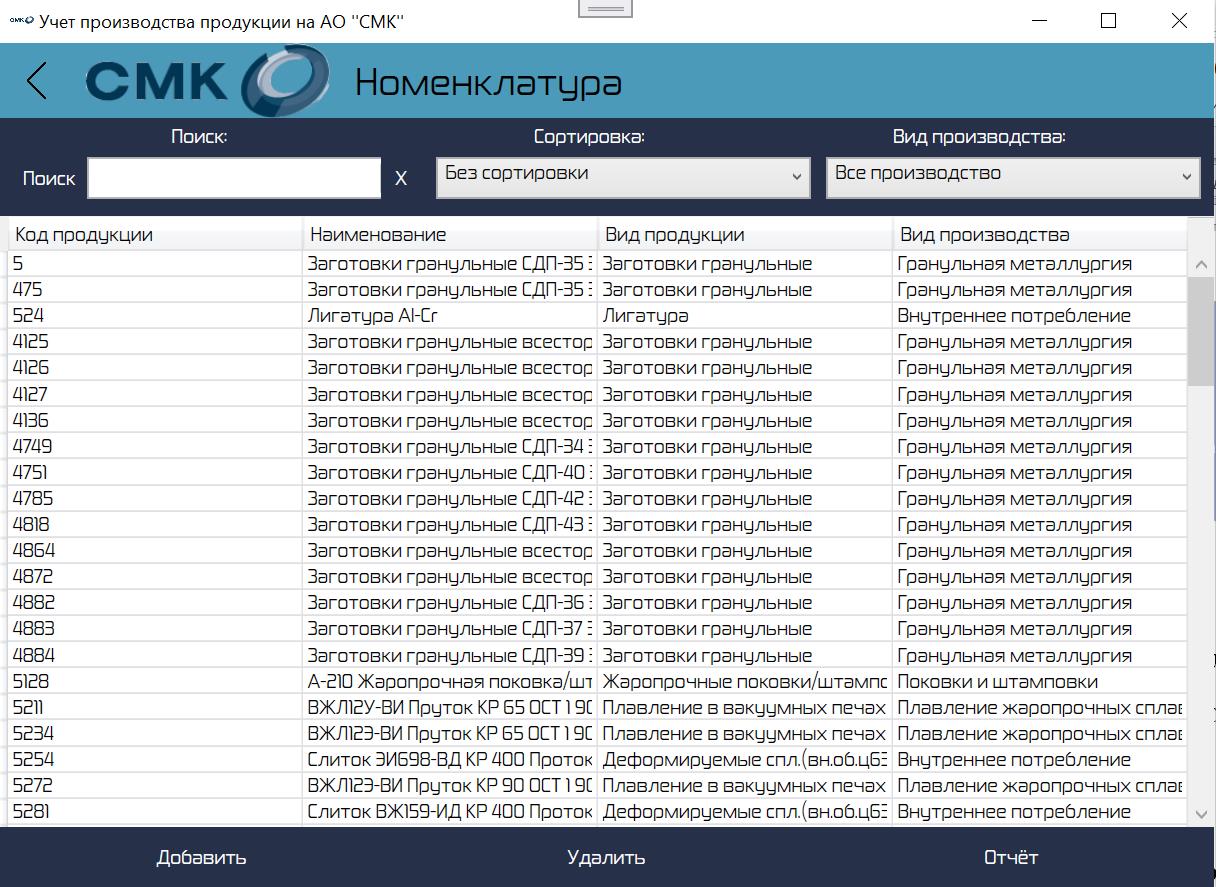 СМК Учет производства продукции на АО "СМК"
СМК Номенклатура
Поиск: Сортировка: Вид производства:
Поиск X Без сортировки Все производство
Код продукции Наименование Вид продукции Вид производства
5 Заготовки гранульные СДП-35 Заготовки гранульные Гранульная металлургия
475 Заготовки гранульные СДП-35 Заготовки гранульные Гранульная металлургия
524 Лигатура Al-Cr Лигатура Внутреннее потребление
4125 Заготовки гранульные всестор Заготовки гранульные Гранульная металлургия
4126 Заготовки гранульные всестор Заготовки гранульные Гранульная металлургия
4127 Заготовки гранульные всестор Заготовки гранульные Гранульная металлургия
4136 Заготовки гранульные всестор Заготовки гранульные Гранульная металлургия
4749 Заготовки гранульные СДП-34 Заготовки гранульные Гранульная металлургия
4751 Заготовки гранульные СДП-40 Заготовки гранульные Гранульная металлургия
4785 Заготовки гранульные СДП-42 Заготовки гранульные Гранульная металлургия
4818 Заготовки гранульные СДП-43 Заготовки гранульные Гранульная металлургия
4864 Заготовки гранульные всестор Заготовки гранульные Гранульная металлургия
4872 Заготовки гранульные всестор Заготовки гранульные Гранульная металлургия
4882 Заготовки гранульные СДП-36 Заготовки гранульные Гранульная металлургия
4883 Заготовки гранульные СДП-37 Заготовки гранульные Гранульная металлургия
4884 Заготовки гранульные СДП-39 Заготовки гранульные Гранульная металлургия
5128 А-210 Жаропрочная поковка/шт Жаропрочные поковки/штампо Поковки и штамповки
5211 ВЖЛ12У-ВИ Пруток КР 65 ОСТ 1 90 Плавление в вакуумных печах Плавление жаропрочных сплав
5234 ВЖЛ12Э-ВИ Пруток КР 65 ОСТ 1 90 Плавление в вакуумных печах Плавление жаропрочных сплав
5254 Слиток ЭИ698-ВД КР 400 Проток Деформируемые спл.(вн.об.ц63 Внутреннее потребление
5272 ВЖЛ12Э-ВИ Пруток КР 90 ОСТ 1 90 Плавление в вакуумных печах Плавление жаропрочных сплав
5281 Слиток ВЖ159-ИД КР 400 Проток Деформируемые спл.(вн.об.ц63 Внутреннее потребление
Добавить Удалить Отчёт